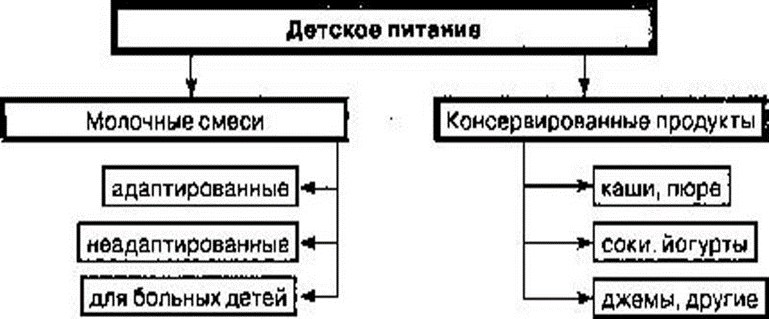 Детское питание
Молочные смеси
адаптированные
неадаптированные
для больных детей
Консервированные продукты
каши, пюре
соки. йогурты
джемы, другие